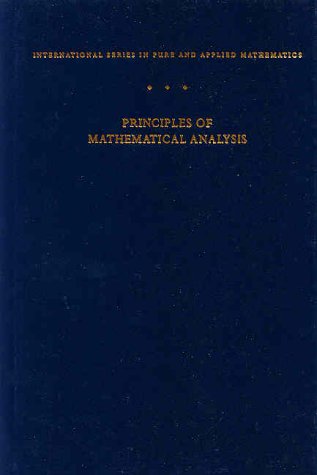 INTERNATIONAL SERIES IN PURE AND APPLIED MATHEMATICS
PRINCIPLES OF
MATHEMATICAL ANALYSIS